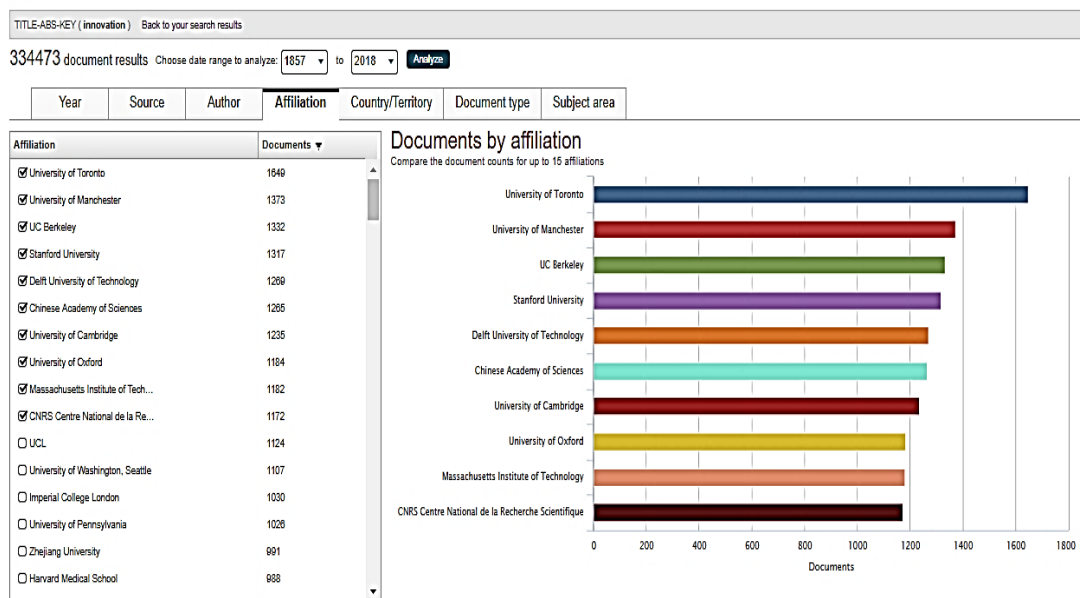 TITLE-ABS-KEY ( innovation ) Back to your search results
334473 document results Choose date range to analyze: 1857 to 2018 Analyze
Year Source Author Affiliation Country/Territory Document type Subject area
Affiliation Documents
University of Toronto 1649
University of Manchester 1373
UC Berkeley 1332
Stanford University 1317
Delft University of Technology 1269
Chinese Academy of Sciences 1265
University of Cambridge 1235
University of Oxford 1184
Massachusetts Institute of Tech... 1182
CNRS Centre National de la Re... 1172
UCL 1124
University of Washington, Seattle 1107
Imperial College London 1030
University of Pennsylvania 1026
Zhejiang University 991
Harvard Medical School 988
Documents by affiliation
Compare the document counts for up to 15 affiliations
University of Toronto
University of Manchester
UC Berkeley
Stanford University
Delft University of Technology
Chinese Academy of Sciences
University of Cambridge
University of Oxford
Massachusetts Institute of Technology
CNRS Centre National de la Recherche Scientifique
0 200 400 600 800 1000 1200 1400 1600 1800
Documents